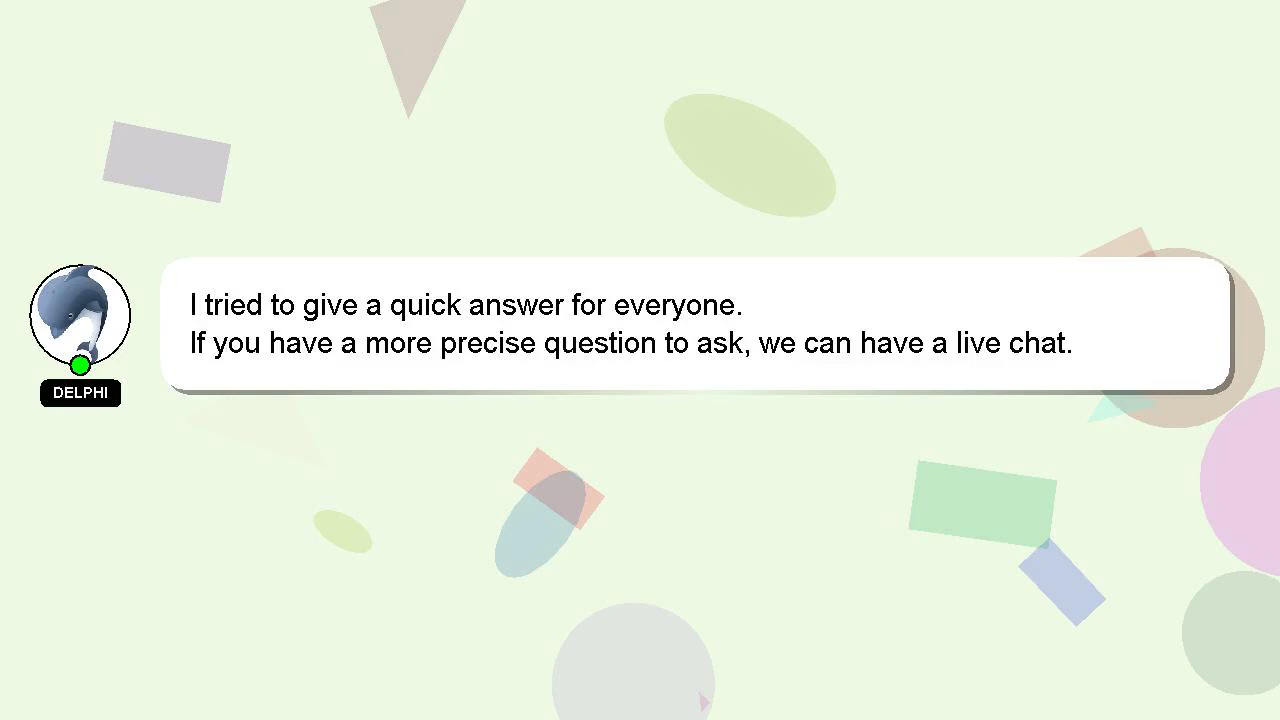 I tried to give a quick answer for everyone.
If you have a more precise question to ask, we can have a live chat.
DELPHI